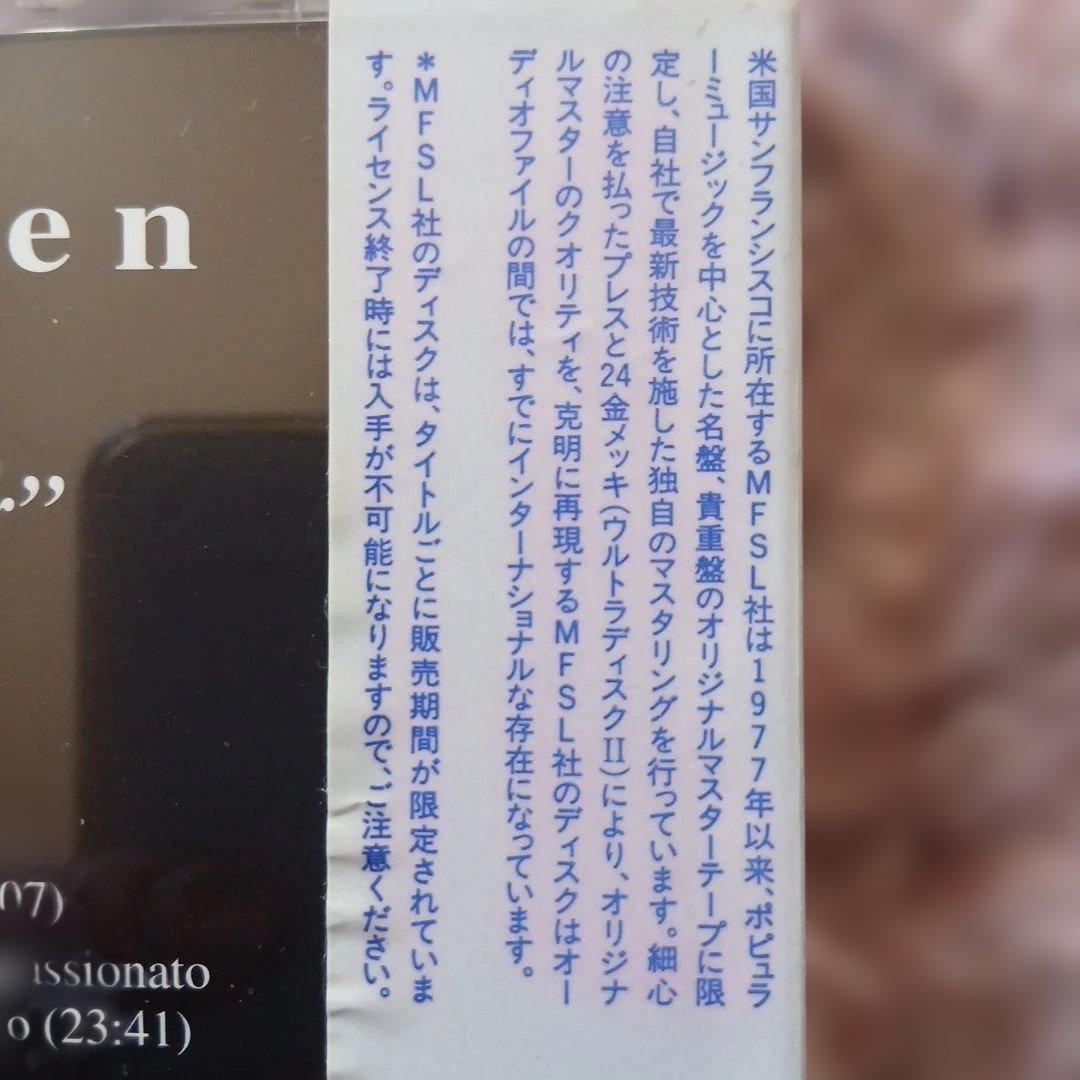 米国サンフランシスコに所在するMFSL社は1977年以来、ポピュラ
ーミュージックを中心とした名盤、貴重盤のオリジナルマスターテープに限
定し、自社で最新技術を施した独自のマスタリングを行っています。細心
の注意を払ったプレスと24金メッキ(ウルトラディスクII)により、オリジナ
ルマスターのクオリティを、克明に再現するMFSL社のディスクはオー
ディオファイルの間では、すでにインターナショナルな存在になっています。
*MFSL社のディスクは、タイトルごとに販売期間が限定されていま
す。ライセンス終了時には入手が不可能になりますので、ご注意ください。
en
”
07)
ssionato
o (23:41)